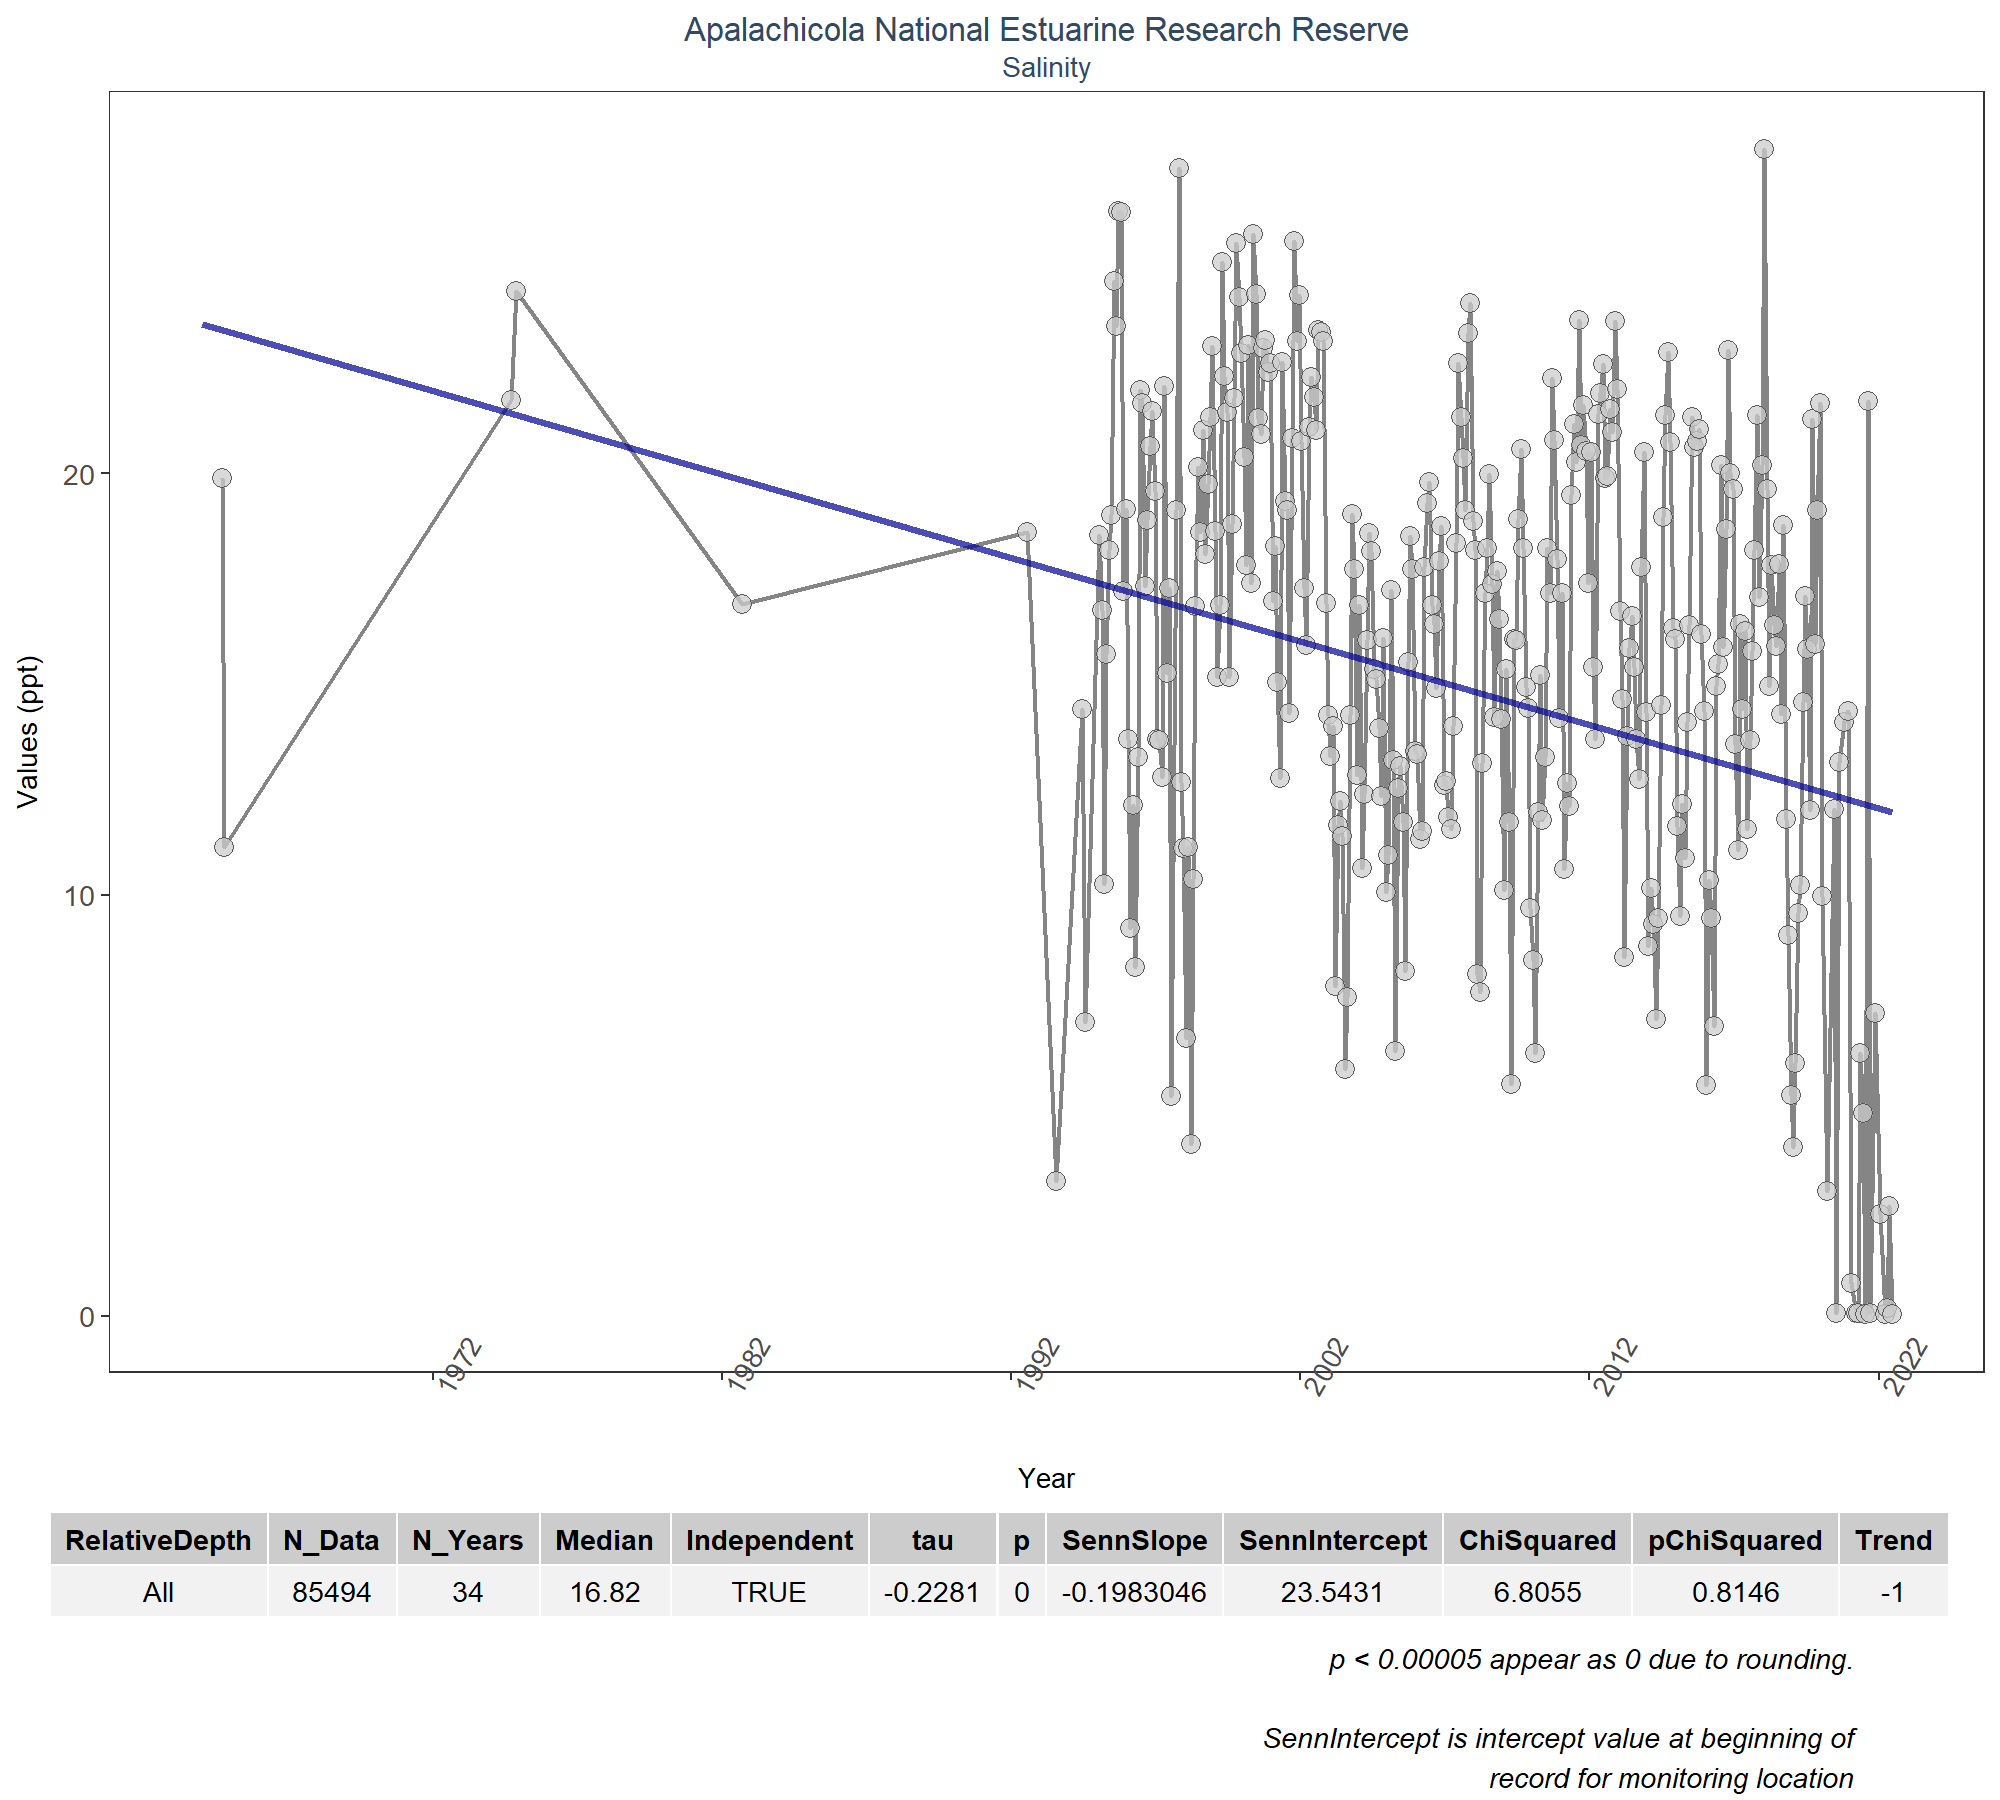 Apalachicola National Estuarine Research Reserve
Salinity
Values (ppt)
20
10
0
1972 1982 1992 2002 2012 2022
Year
RelativeDepth N_Data N_Years Median Independent tau p SennSlope SennIntercept ChiSquared pChiSquared Trend
All 85494 34 16.82 TRUE -0.2281 0 -0.1983046 23.5431 6.8055 0.8146 -1
p < 0.00005 appear as 0 due to rounding.
SennIntercept is intercept value at beginning of
record for monitoring location